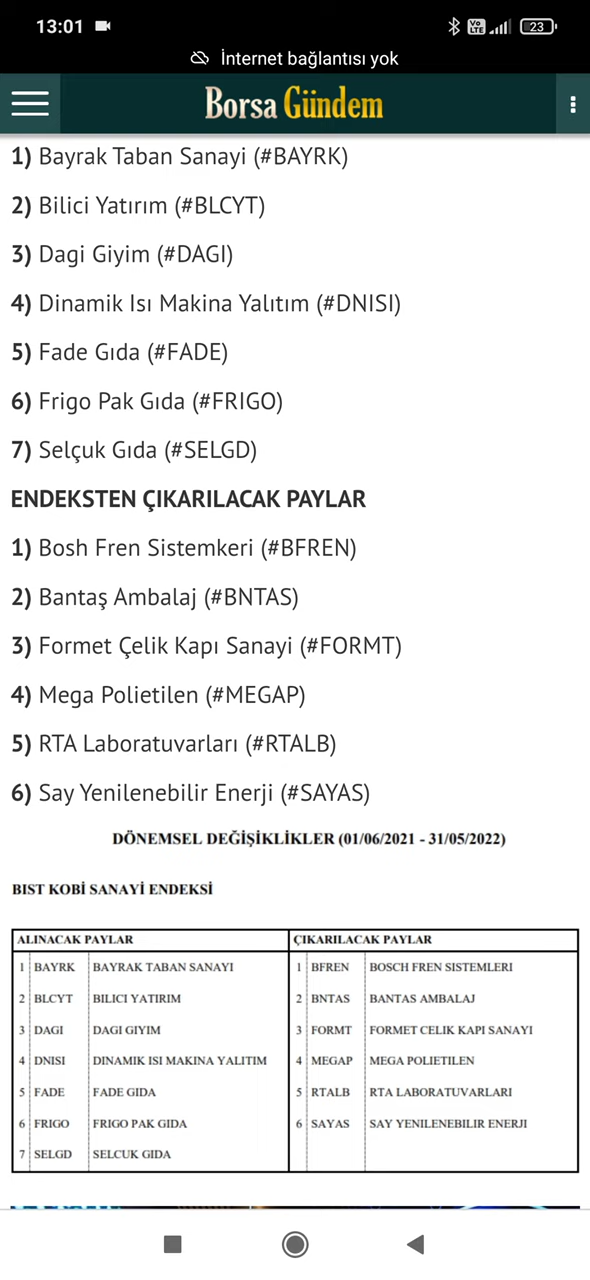 13:01
Vo LTE
23
İnternet bağlantısı yok
Borsa Gündem
1) Bayrak Taban Sanayi (#BAYRK)
2) Bilici Yatırım (#BLCYT)
3) Dagi Giyim (#DAGI)
4) Dinamik Isı Makina Yalıtım (#DNISI)
5) Fade Gıda (#FADE)
6) Frigo Pak Gıda (#FRIGO)
7) Selçuk Gıda (#SELGD)
ENDEKSTEN ÇIKARILACAK PAYLAR
1) Bosh Fren Sistemkeri (#BFREN)
2) Bantaş Ambalaj (#BNTAS)
3) Formet Çelik Kapı Sanayi (#FORMT)
4) Mega Polietilen (#MEGAP)
5) RTA Laboratuvarları (#RTALB)
6) Say Yenilenebilir Enerji (#SAYAS)
DÖNEMSEL DEĞİŞİKLİKLER (01/06/2021 - 31/05/2022)
BIST KOBİ SANAYİ ENDEKSİ
ALINACAK PAYLAR ÇIKARILACAK PAYLAR
1 BAYRK BAYRAK TABAN SANAYI 1 BFREN BOSCH FREN SISTEMLERI
2 BLCYT BILICI YATIRIM 2 BNTAS BANTAS AMBALAJ
3 DAGI DAGI GIYIM 3 FORMT FORMET CELIK KAPI SANAYI
4 DNISI DINAMIK ISI MAKINA YALITIM 4 MEGAP MEGA POLIETILEN
5 FADE FADE GIDA 5 RTALB RTA LABORATUVARLARI
6 FRIGO FRIGO PAK GIDA 6 SAYAS SAY YENILENEBILIR ENERJI
7 SELGD SELCUK GIDA